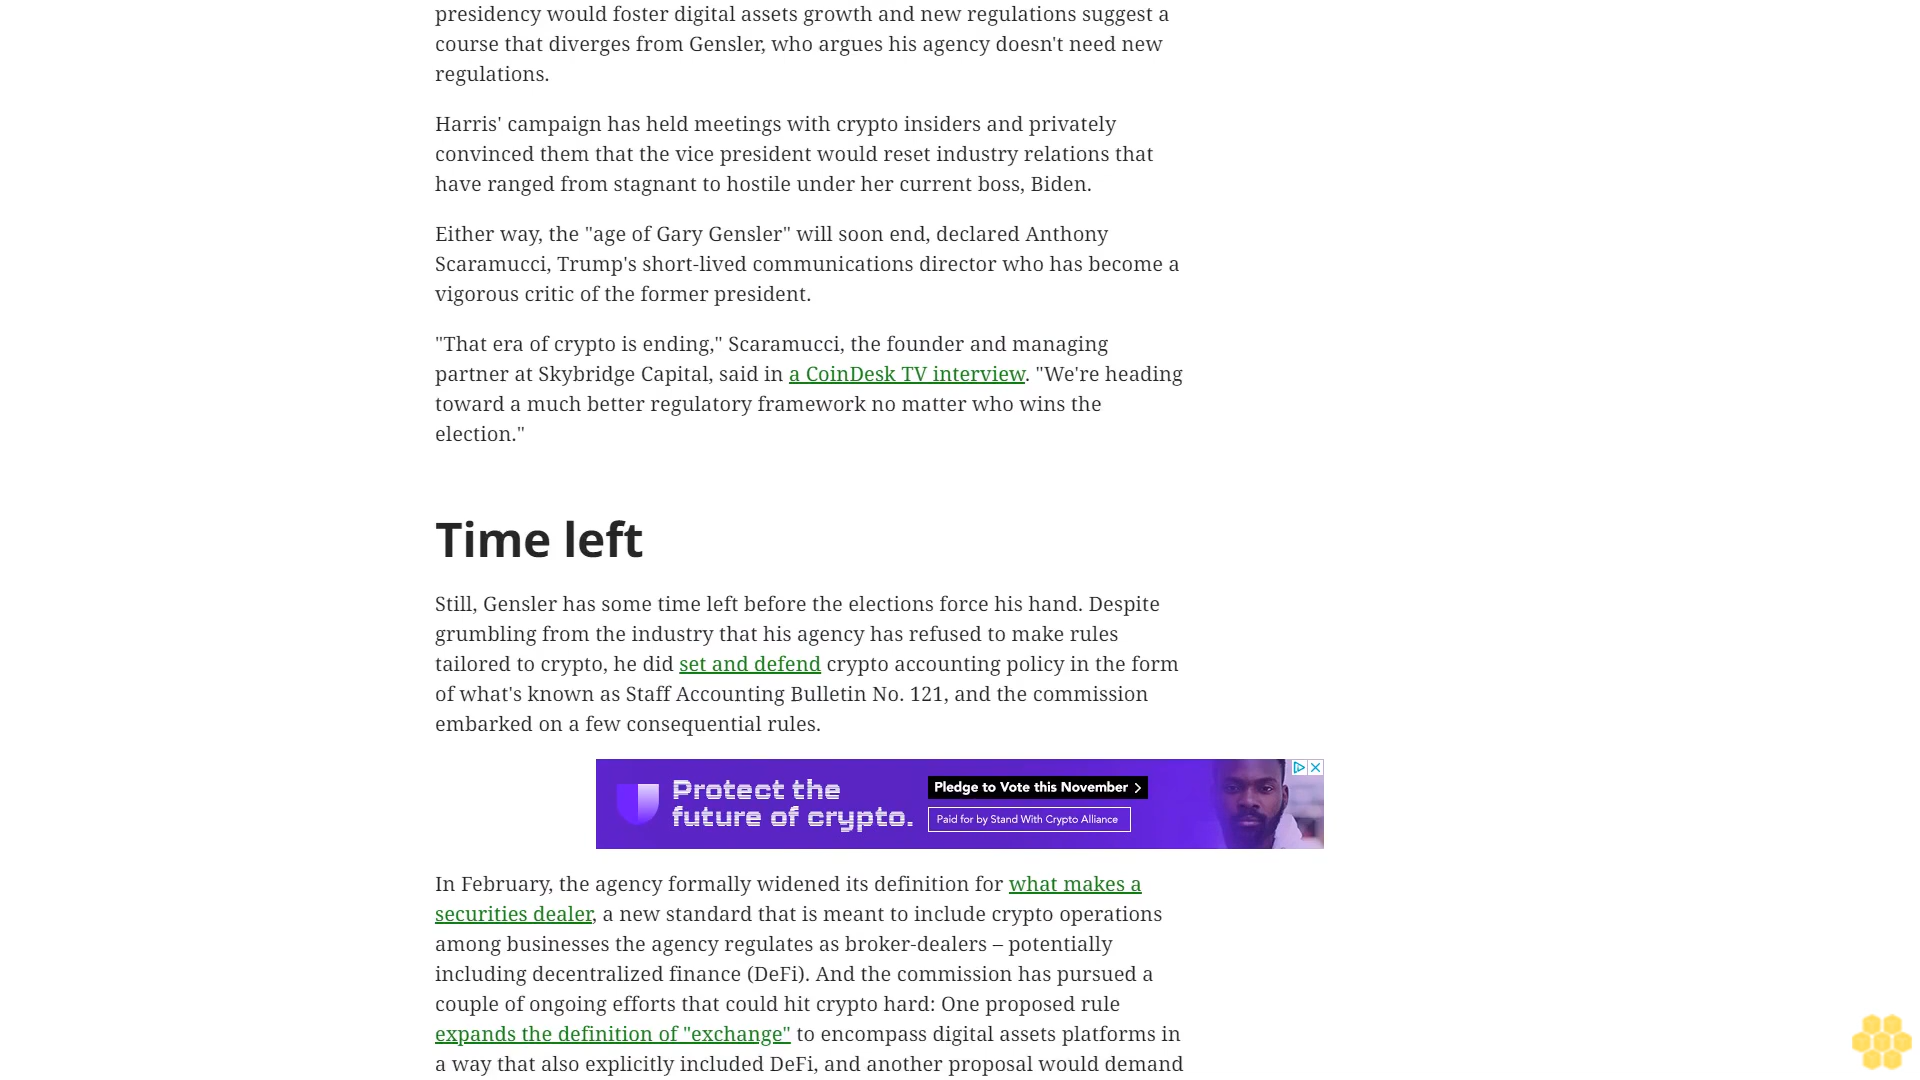 presidency would foster digital assets growth and new regulations suggest a
course that diverges from Gensler, who argues his agency doesn't need new
regulations.
Harris' campaign has held meetings with crypto insiders and privately
convinced them that the vice president would reset industry relations that
have ranged from stagnant to hostile under her current boss, Biden.
Either way, the "age of Gary Gensler" will soon end, declared Anthony
Scaramucci, Trump's short-lived communications director who has become a
vigorous critic of the former president.
"That era of crypto is ending," Scaramucci, the founder and managing
partner at Skybridge Capital, said in a CoinDesk TV interview. "We're heading
toward a much better regulatory framework no matter who wins the
election."
Time left
Still, Gensler has some time left before the elections force his hand. Despite
grumbling from the industry that his agency has refused to make rules
tailored to crypto, he did set and defend crypto accounting policy in the form
of what's known as Staff Accounting Bulletin No. 121, and the commission
embarked on a few consequential rules.
Protect the
future of crypto.
Pledge to Vote this November
Paid for by Stand With Crypto Alliance
In February, the agency formally widened its definition for what makes a
securities dealer, a new standard that is meant to include crypto operations
among businesses the agency regulates as broker-dealers – potentially
including decentralized finance (DeFi). And the commission has pursued a
couple of ongoing efforts that could hit crypto hard: One proposed rule
expands the definition of "exchange" to encompass digital assets platforms in
a way that also explicitly included DeFi, and another proposal would demand